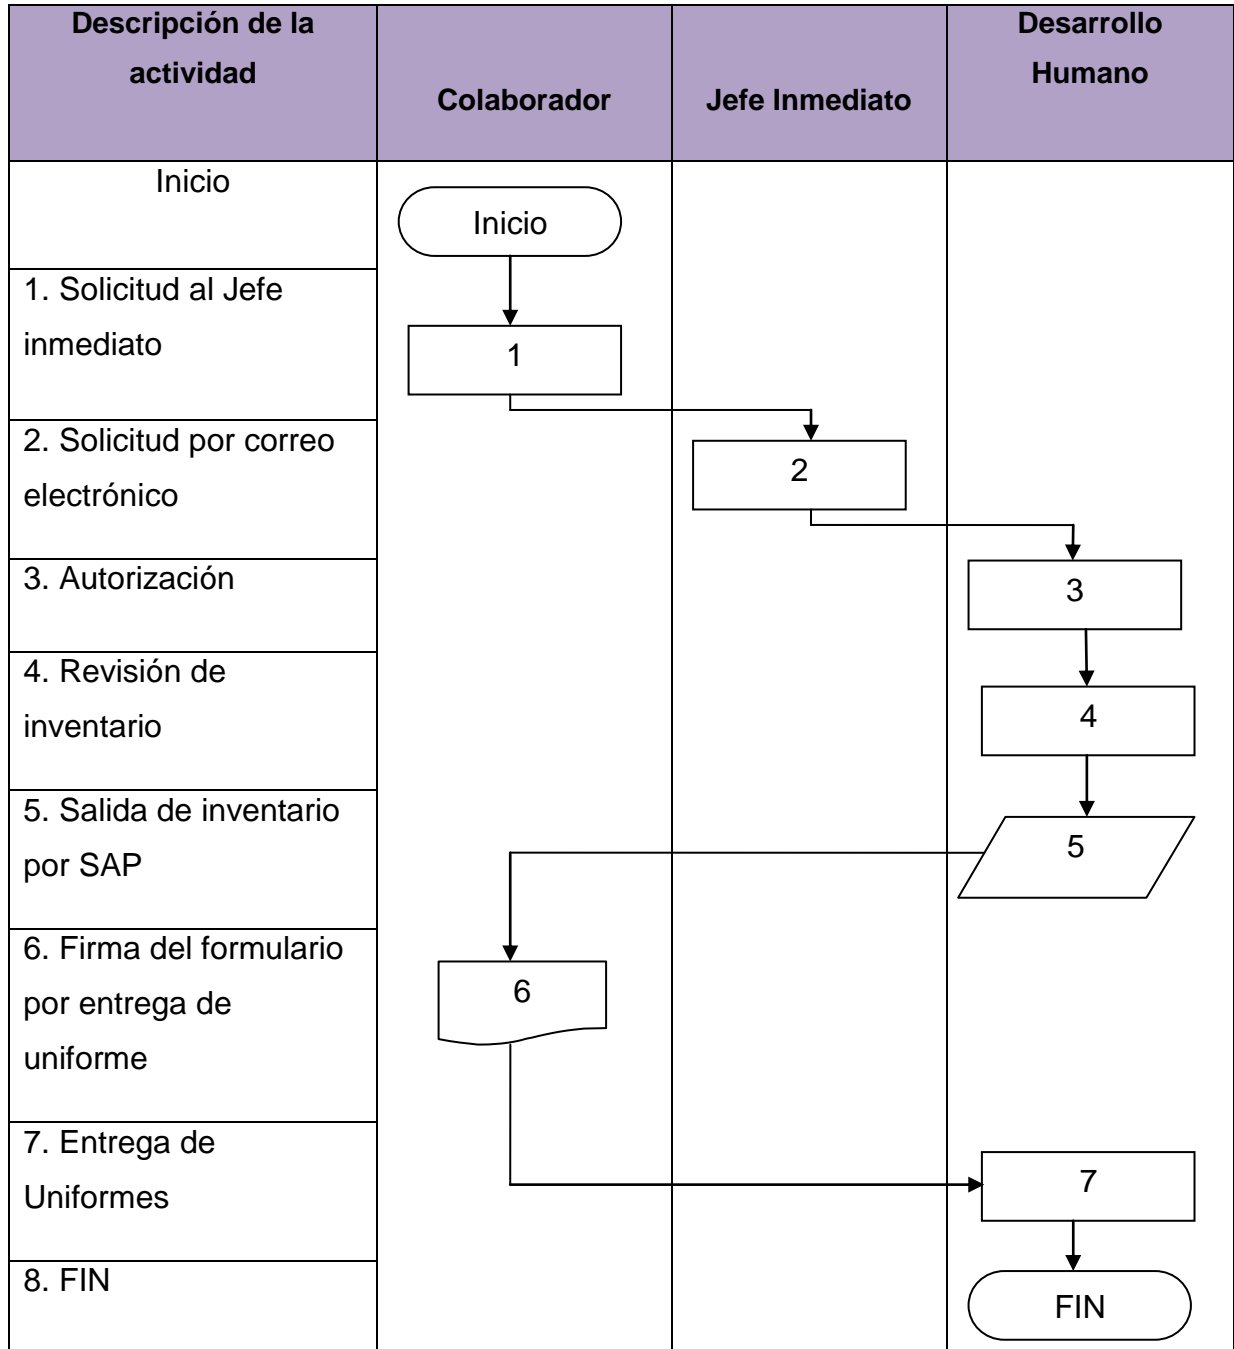 Descripción de la
actividad
Colaborador
Jefe Inmediato
Desarrollo
Humano
Inicio
Inicio
1. Solicitud al Jefe
inmediato
1
2. Solicitud por correo
electrónico
2
3. Autorización
3
4. Revisión de
inventario
4
5. Salida de inventario
por SAP
5
6. Firma del formulario
por entrega de
uniforme
6
7. Entrega de
Uniformes
7
8. FIN
FIN